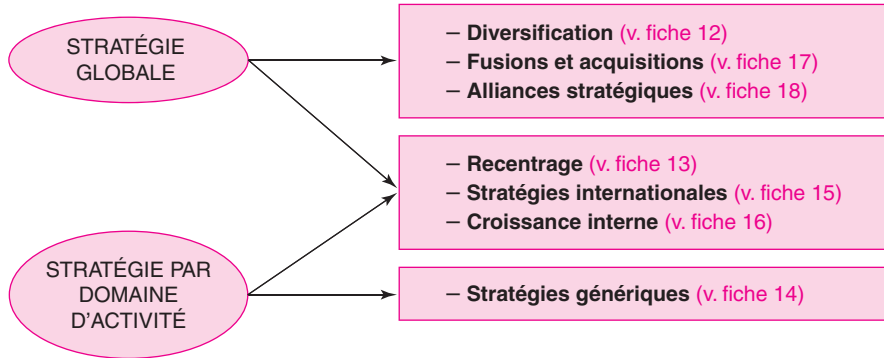 STRATÉGIE
GLOBALE
– Diversification (v. fiche 12)
– Fusions et acquisitions (v. fiche 17)
– Alliances stratégiques (v. fiche 18)
– Recentrage (v. fiche 13)
– Stratégies internationales (v. fiche 15)
– Croissance interne (v. fiche 16)
STRATÉGIE PAR
DOMAINE
D'ACTIVITÉ
– Stratégies génériques (v. fiche 14)